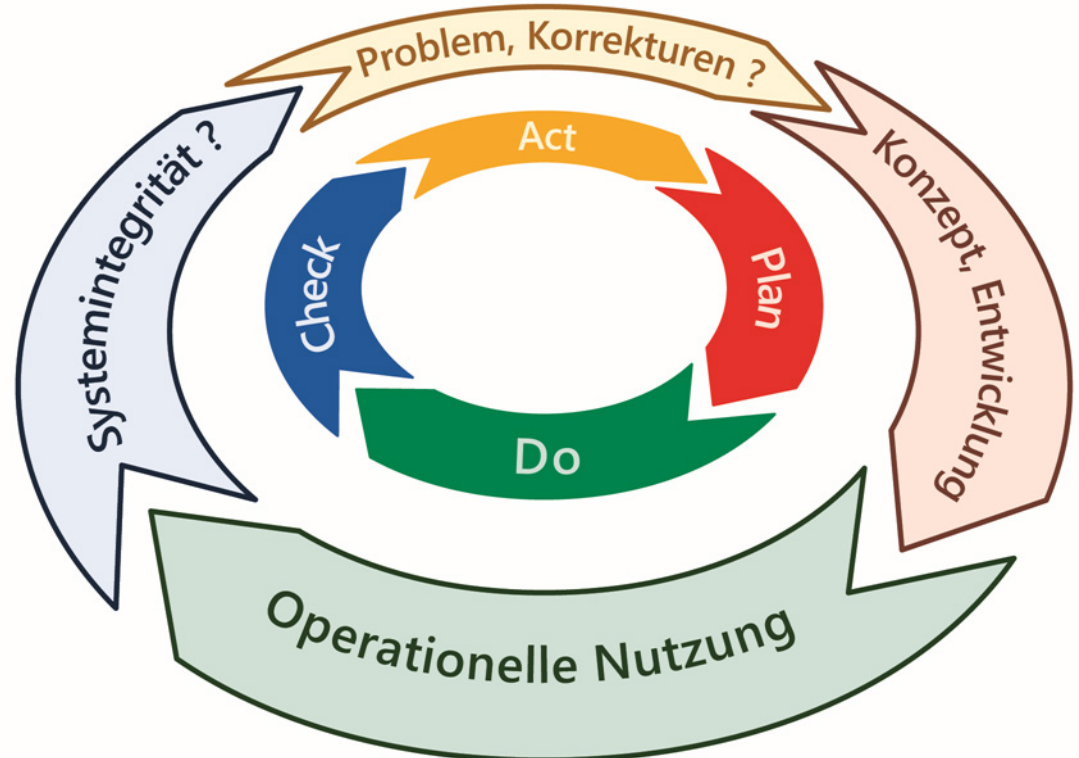 Problem, Korrekturen ?
Konzept, Entwicklung
Operationelle Nutzung
Systemintegrität ?
Act
Plan
Do
Check